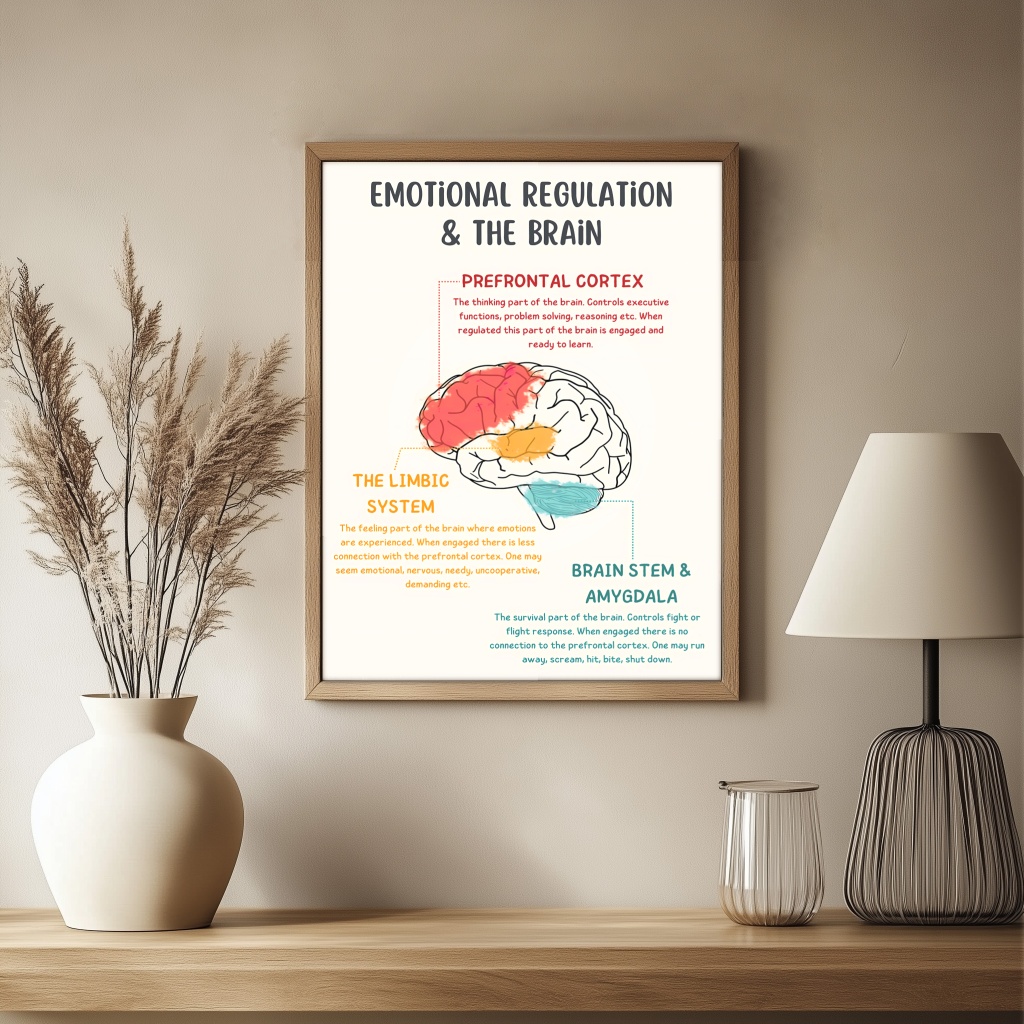 EMOTiONAL REGULATiON
& THE BRAiN
PREFRONTAL CORTEX
The thinking part of the brain. Controls executive
functions, problem solving, reasoning etc. When
regulated this part of the brain is engaged and
ready to learn.
THE LIMBIC
SYSTEM
The feeling part of the brain where emotions
are experienced. When engaged there is less
connection with the prefrontal cortex. One may
seem emotional, nervous, needy, uncooperative,
demanding etc.
BRAIN STEM &
AMYGDALA
The survival part of the brain. Controls fight or
flight response. When engaged there is no
connection to the prefrontal cortex. One may run
away, scream, hit, bite, shut down.